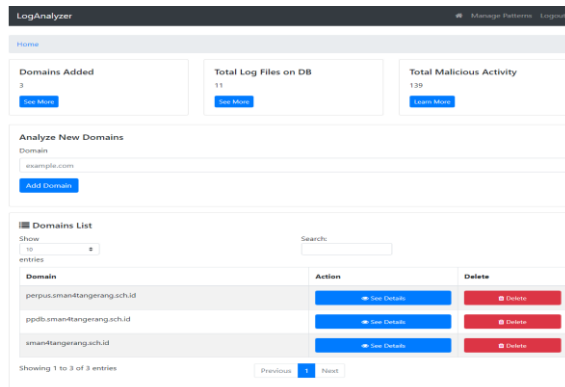 LogAnalyzer
Manage Patterns Logout
Home
Domains Added Total Log Files on DB Total Malicious Activity
3 11 139
See More See More Learn More
Analyze New Domains
Domain
example.com
Add Domain
Domains List
Show Search:
10
entries
Domain Action Delete
perpus.sman4tangerang.sch.id See Details Delete
ppdb.sman4tangerang.sch.id See Details Delete
sman4tangerang.sch.id See Details Delete
Showing 1 to 3 of 3 entries Previous 1 Next